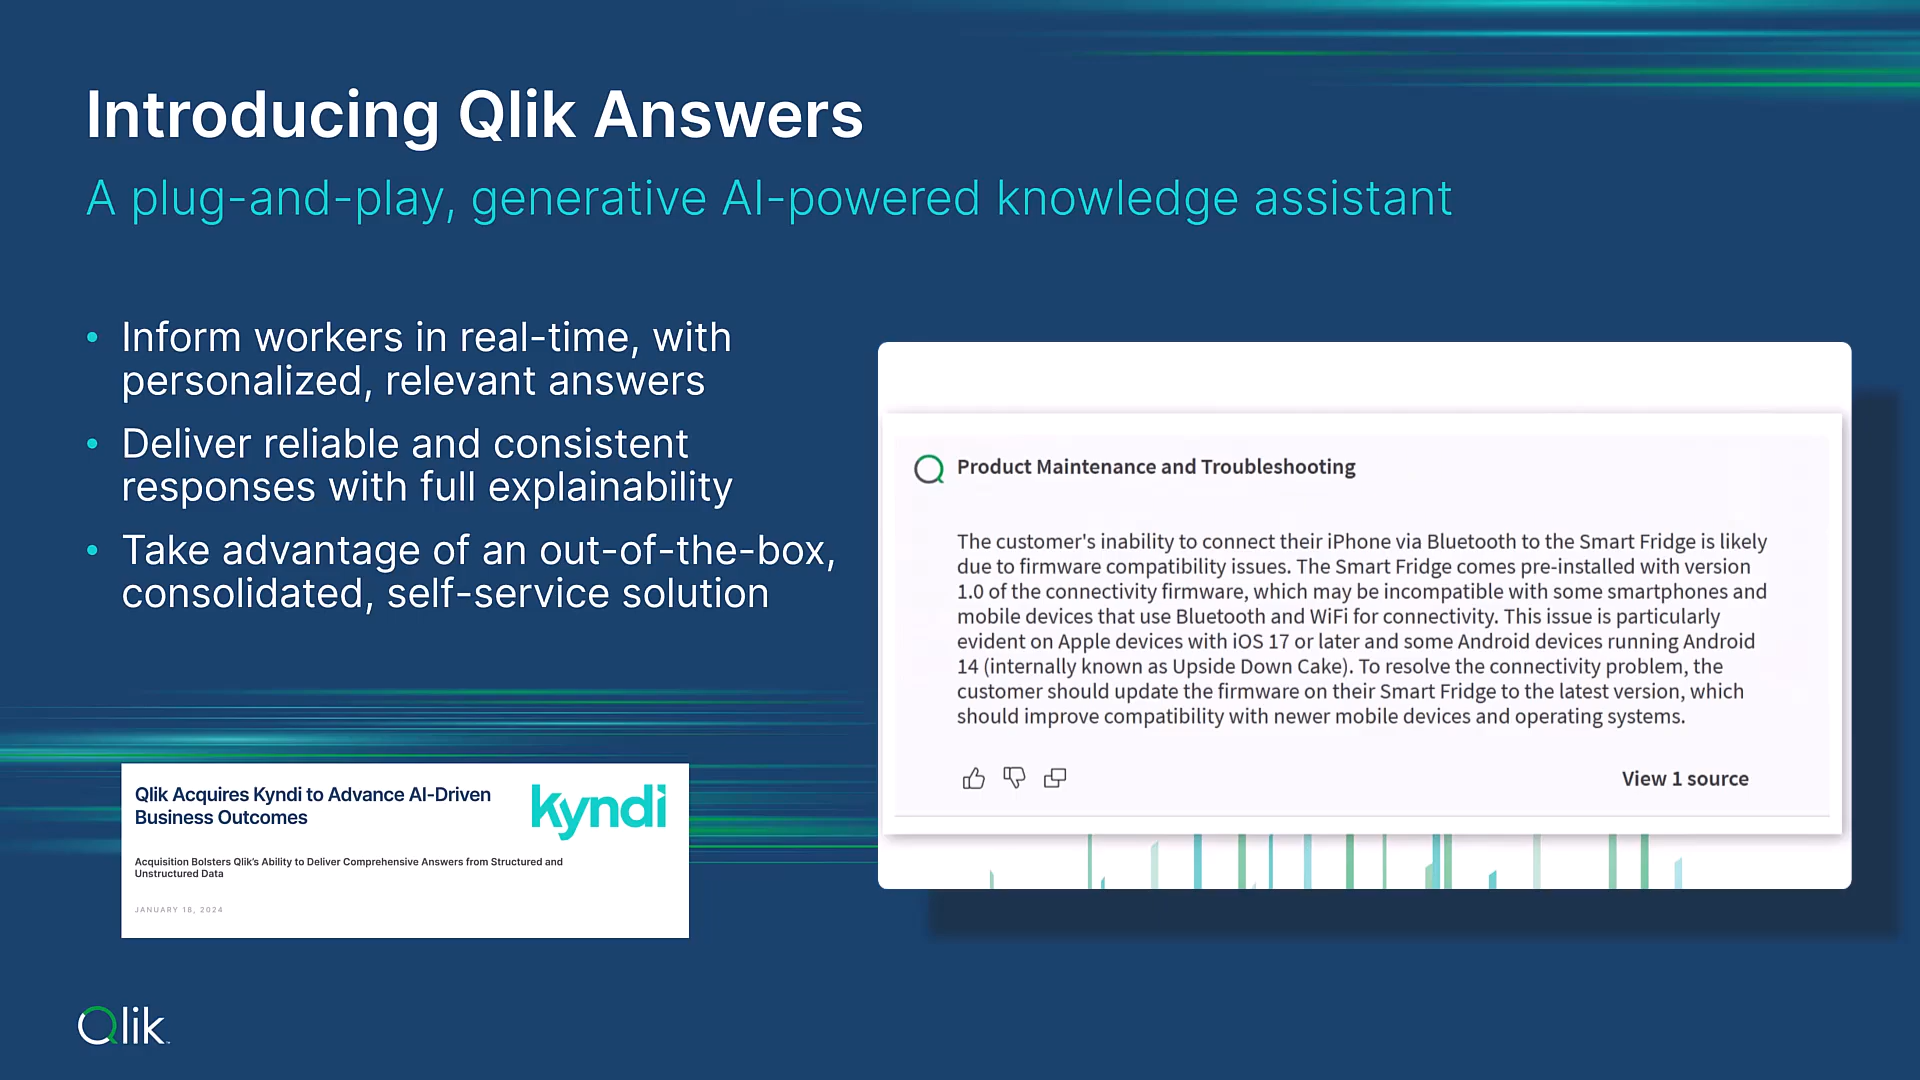 Introducing Qlik Answers
A plug-and-play, generative AI-powered knowledge assistant
• Inform workers in real-time, with
personalized, relevant answers
• Deliver reliable and consistent
responses with full explainability
• Take advantage of an out-of-the-box,
consolidated, self-service solution
Qlik Acquires Kyndi to Advance AI-Driven
Business Outcomes
kyndi
Acquisition Bolsters Qlik's Ability to Deliver Comprehensive Answers from Structured and
Unstructured Data
JANUARY 18, 2024
Product Maintenance and Troubleshooting
The customer's inability to connect their iPhone via Bluetooth to the Smart Fridge is likely
due to firmware compatibility issues. The Smart Fridge comes pre-installed with version
1.0 of the connectivity firmware, which may be incompatible with some smartphones and
mobile devices that use Bluetooth and WiFi for connectivity. This issue is particularly
evident on Apple devices with iOS 17 or later and some Android devices running Android
14 (internally known as Upside Down Cake). To resolve the connectivity problem, the
customer should update the firmware on their Smart Fridge to the latest version, which
should improve compatibility with newer mobile devices and operating systems.
View 1 source
Qlik